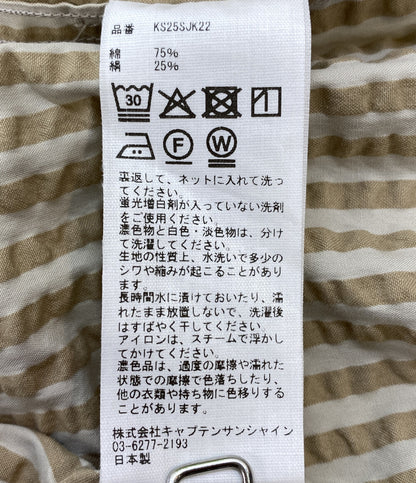 品番 KS25SJK22
綿 75%
絹 25%
30
F W
裏返して、ネットに入れて洗っ
てください。
蛍光増白剤が入っていない洗剤
をご使用ください。
濃色物と白色・淡色物は、分け
て洗濯してください。
生地の性質上、水洗いで多少の
シワや縮みが起こることがあり
ます。
長時間水に漬けておいたり、濡
れたまま放置しないで、洗濯後
はすばやく干してください。
アイロンは、スチームで浮かし
てかけてください。
濃色品は、過度の摩擦や濡れた
状態での摩擦で色落ちしたり、
他の衣類や持ち物に色移りする
ことがあります。
株式会社キャプテンサンシャイン
03-6277-2193
日本製